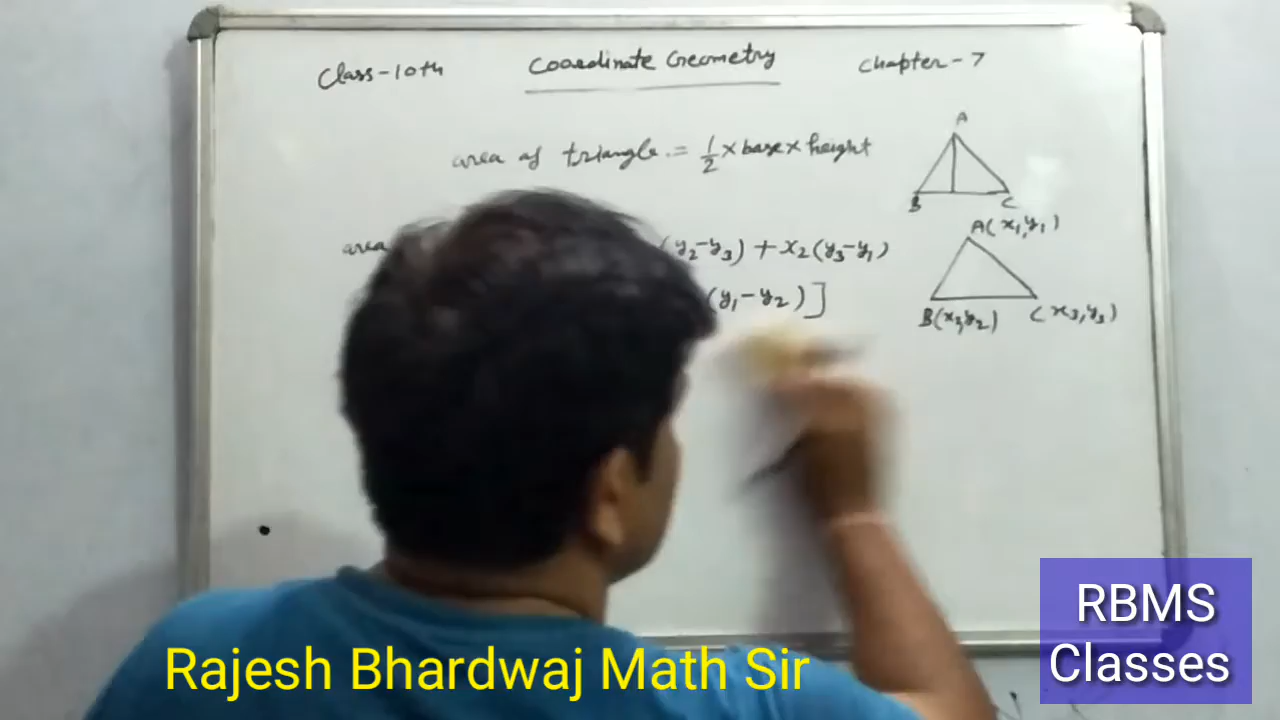 Class-10th Coordinate Geometry Chapter-7
area of triangle = 1/2 × base × height
A
B C
A(x₁,y₁)
area (y₂-y₃) + x₂(y₃-y₁)
(y₁-y₂)]
B(x₂,y₂) C(x₃,y₃)
RBMS
Classes
Rajesh Bhardwaj Math Sir